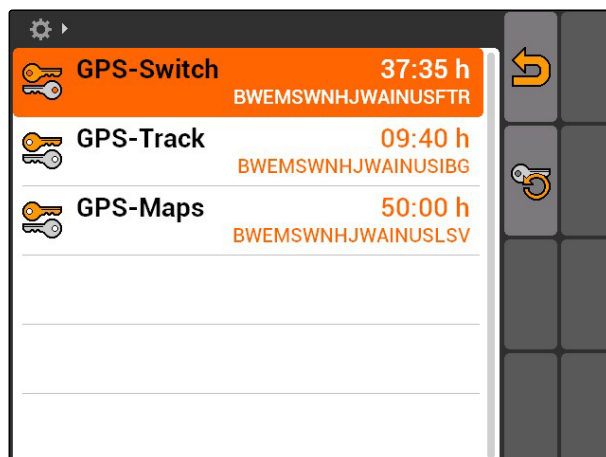 GPS-Switch 37:35 h
BWEMSWNHJWAINUSFTR
GPS-Track 09:40 h
BWEMSWNHJWAINUSIBG
GPS-Maps 50:00 h
BWEMSWNHJWAINUSLSV